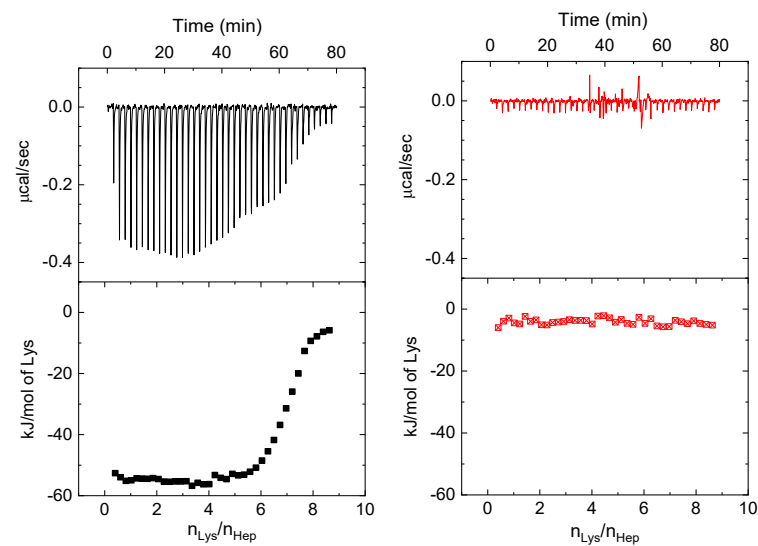 Time (min)
0 20 40 60 80
0.0
-0.2
-0.4
μcal/sec
0
-20
-40
-60
kJ/mol of Lys
0 2 4 6 8 10
nLys/nHep
Time (min)
0 20 40 60 80
0.0
-0.2
-0.4
μcal/sec
0
-20
-40
-60
kJ/mol of Lys
0 2 4 6 8 10
nLys/nHep